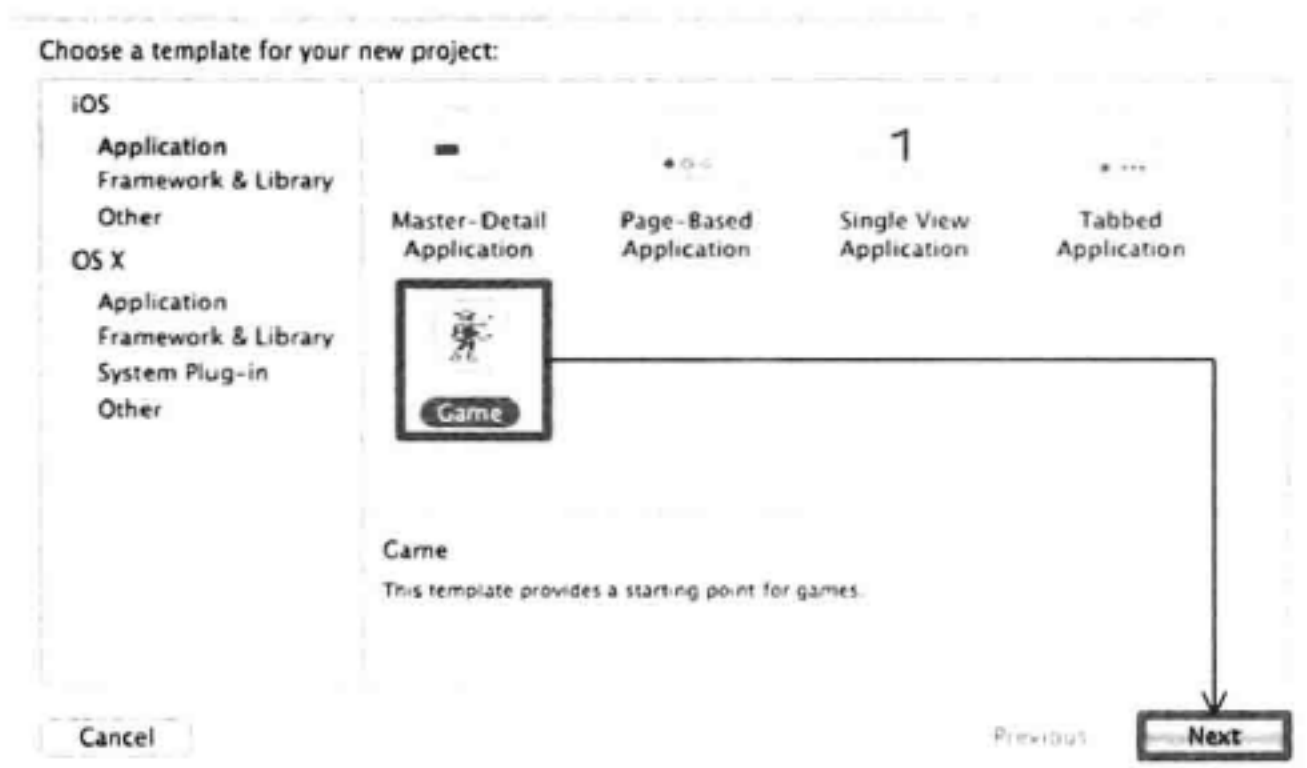 Choose a template for your new project:
iOS
Application
Framework & Library
Other
OS X
Application
Framework & Library
System Plug-in
Other
1
Master-Detail
Application
Page-Based
Application
Single View
Application
Tabbed
Application
Game
Game
This template provides a starting point for games.
Cancel
Previous
Next